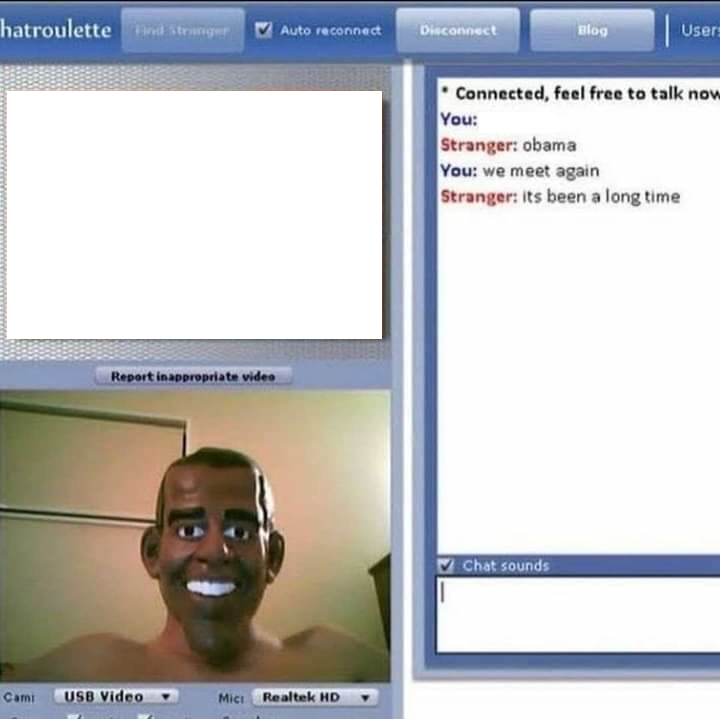 hatroulette
Find Stranger
Auto reconnect
Disconnect
Blog
Users
* Connected, feel free to talk now
You:
Stranger: obama
You: we meet again
Stranger: its been a long time
Report inappropriate video
Chat sounds
Cam: USB Video
Mic: Realtek HD